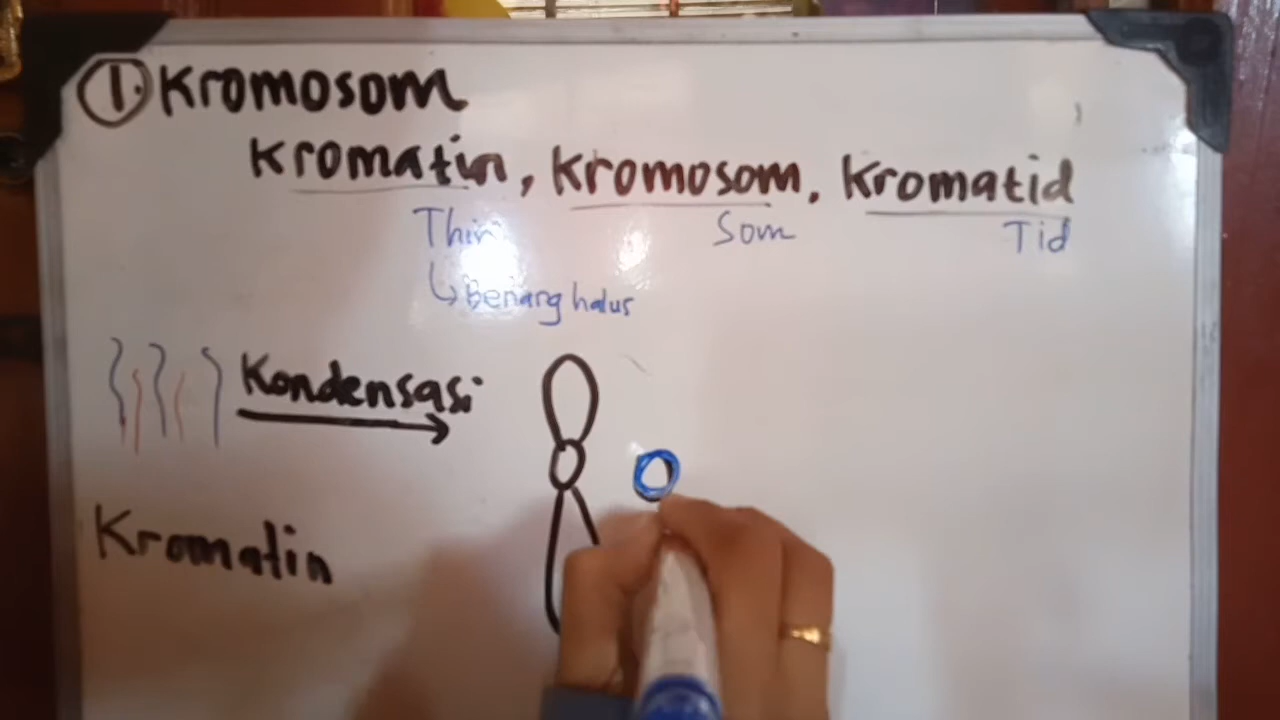 1. Kromosom
Kromatin, Kromosom, Kromatid
Thin Som Tid
Benang halus
Kondensasi
Kromatin